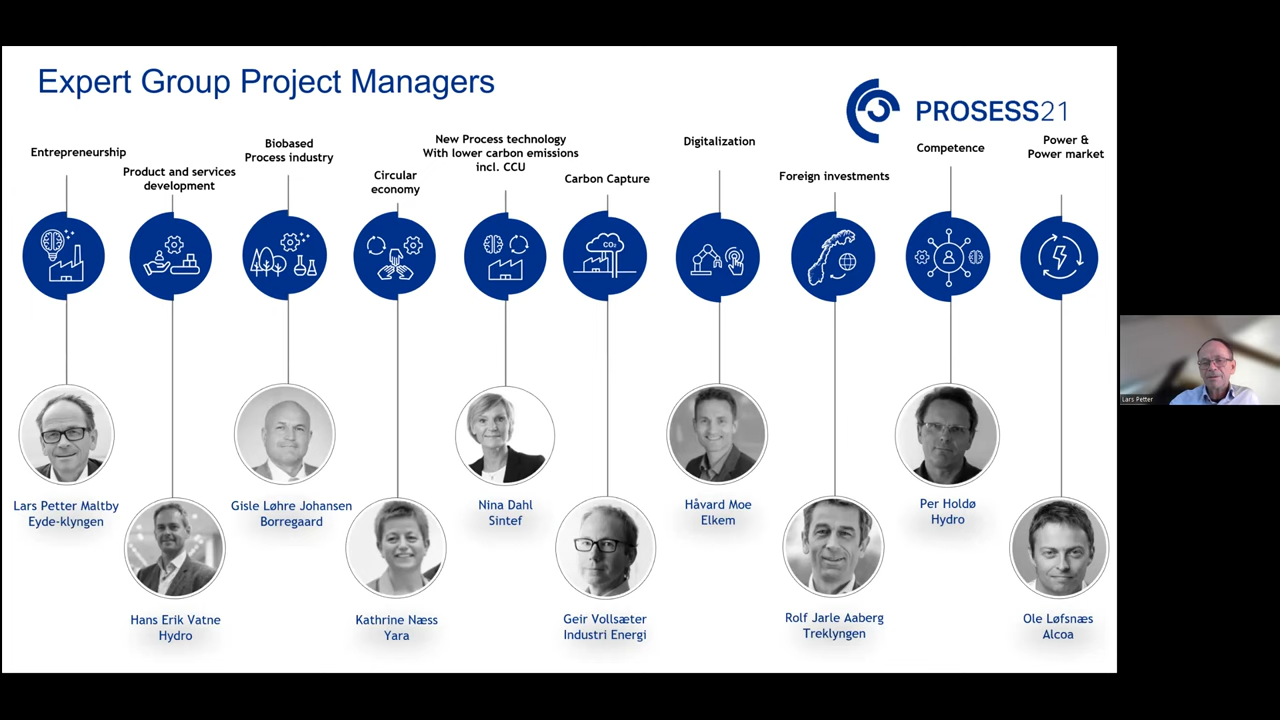 Expert Group Project Managers
PROSESS21
Entrepreneurship
Product and services
development
Biobased
Process industry
Circular
economy
New Process technology
With lower carbon emissions
incl. CCU
Carbon Capture
Digitalization
Foreign investments
Competence
Power &
Power market
CO₂
Lars Petter Maltby
Eyde-klyngen
Hans Erik Vatne
Hydro
Gisle Løhre Johansen
Borregaard
Kathrine Næss
Yara
Nina Dahl
Sintef
Geir Vollsæter
Industri Energi
Håvard Moe
Elkem
Rolf Jarle Aaberg
Treklyngen
Per Holdø
Hydro
Ole Løfsnæs
Alcoa
Lars Petter